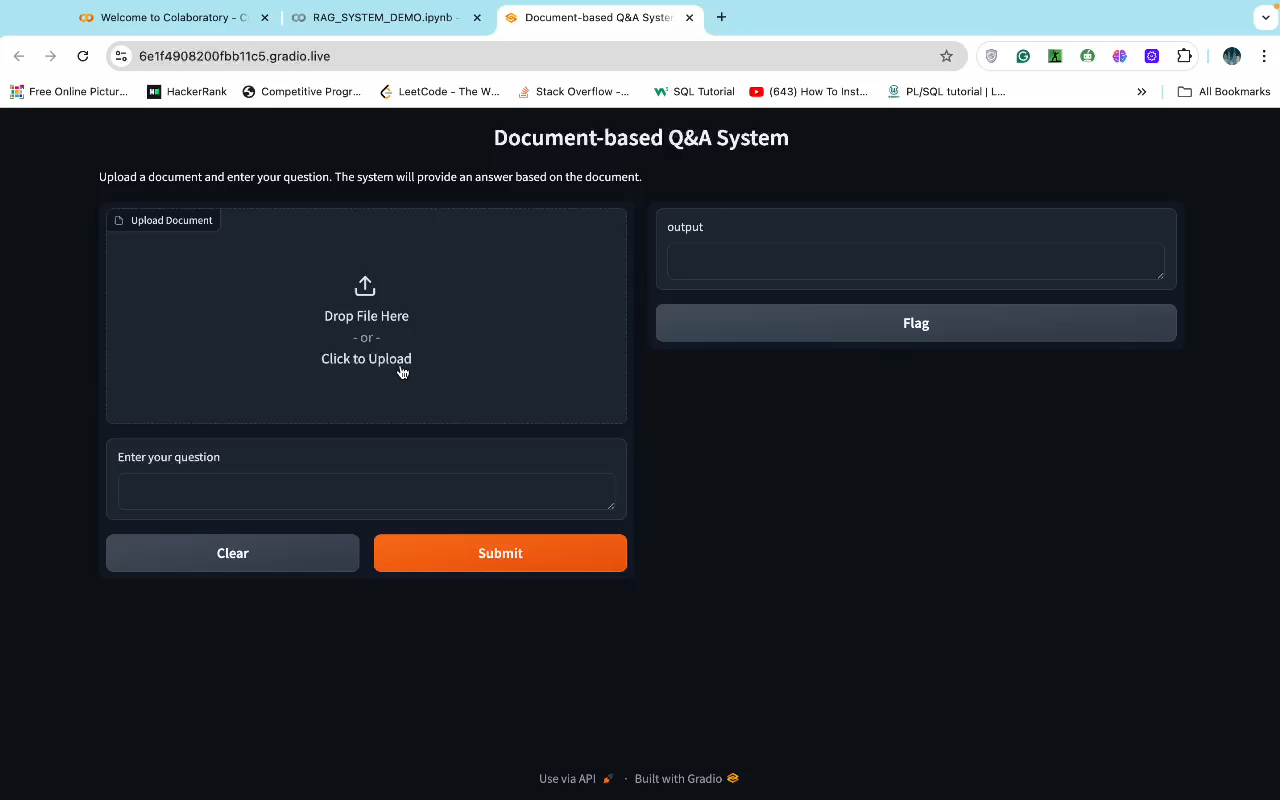 Welcome to Colaboratory - C
RAG_SYSTEM_DEMO.ipynb -
Document-based Q&A System
6e1f4908200fbb11c5.gradio.live
Free Online Pictur...
HackerRank
Competitive Progr...
LeetCode - The W...
Stack Overflow -...
SQL Tutorial
(643) How To Inst...
PL/SQL tutorial | L...
All Bookmarks
Document-based Q&A System
Upload a document and enter your question. The system will provide an answer based on the document.
Upload Document
Drop File Here
- or -
Click to Upload
Enter your question
Clear
Submit
output
Flag
Use via API
·
Built with Gradio